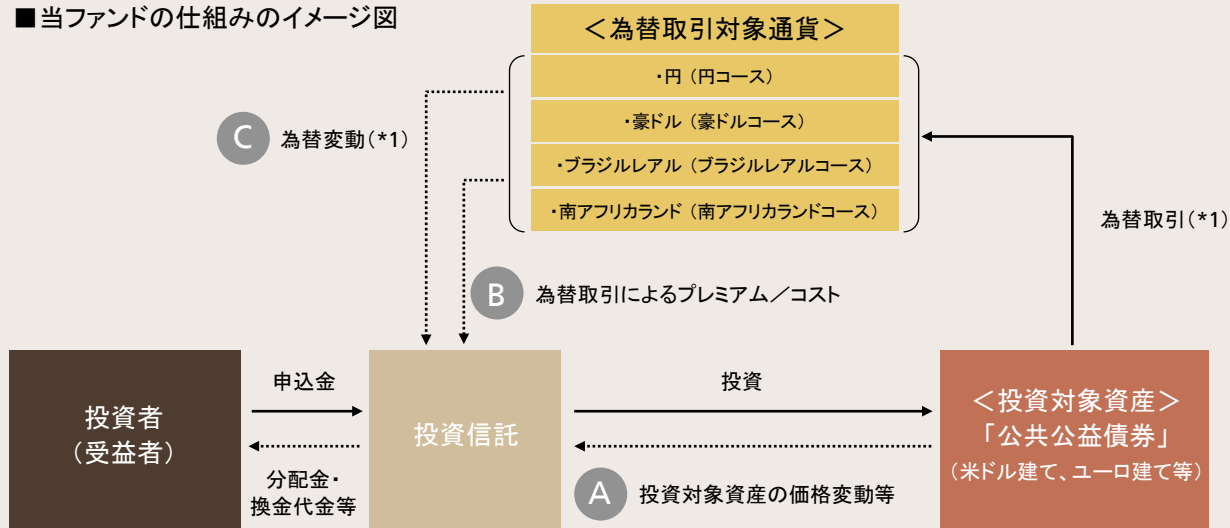 ■当ファンドの仕組みのイメージ図
＜為替取引対象通貨＞
・円（円コース）
・豪ドル（豪ドルコース）
・ブラジルレアル（ブラジルレアルコース）
・南アフリカランド（南アフリカランドコース）
C 為替変動(*1)
為替取引(*1)
B 為替取引によるプレミアム／コスト
投資者
（受益者）
申込金
分配金・
換金代金等
投資信託
投資
A 投資対象資産の価格変動等
＜投資対象資産＞
「公共公益債券」
（米ドル建て、ユーロ建て等）